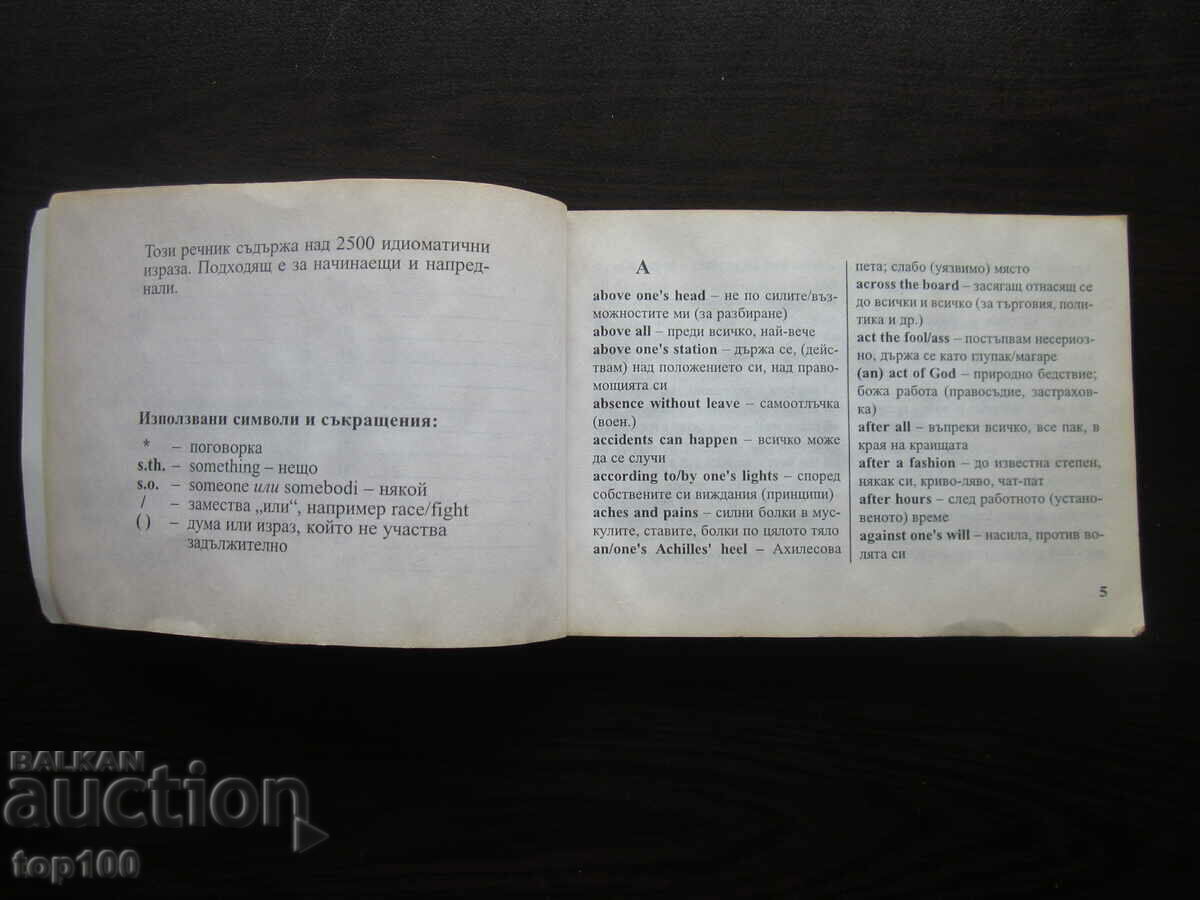 Този речник съдържа над 2500 идиоматични
израза. Подходящ е за начинаещи и напред-
нали.
Използвани символи и съкращения:
* – поговорка
s.th. – something – нещо
s.o. – someone или somebodi – някой
/ – замества „или“, например race/fight
( ) – дума или израз, който не участва
задължително
A
above one's head – не по силите/въз-
можностите ми (за разбиране)
above all – преди всичко, най-вече
above one's station – държа се, (дейс-
твам) над положението си, над право-
мощията си
absence without leave – самоотлъчка
(воен.)
accidents can happen – всичко може
да се случи
according to/by one's lights – според
собствените си виждания (принципи)
aches and pains – силни болки в мус-
кулите, ставите, болки по цялото тяло
an/one's Achilles' heel – Ахилесова
пета; слабо (уязвимо) място
across the board – засягащ отнасящ се
до всички и всичко (за търговия, поли-
тика и др.)
act the fool/ass – постъпвам несериоз-
но, държа се като глупак/магаре
(an) act of God – природно бедствие;
божа работа (правосъдие, застрахов-
ка)
after all – въпреки всичко, все пак, в
края на краищата
after a fashion – до известна степен,
някак си, криво-ляво, чат-пат
after hours – след работното (устано-
веното) време
against one's will – насила, против во-
лята си
5
BALKAN
auction
top100